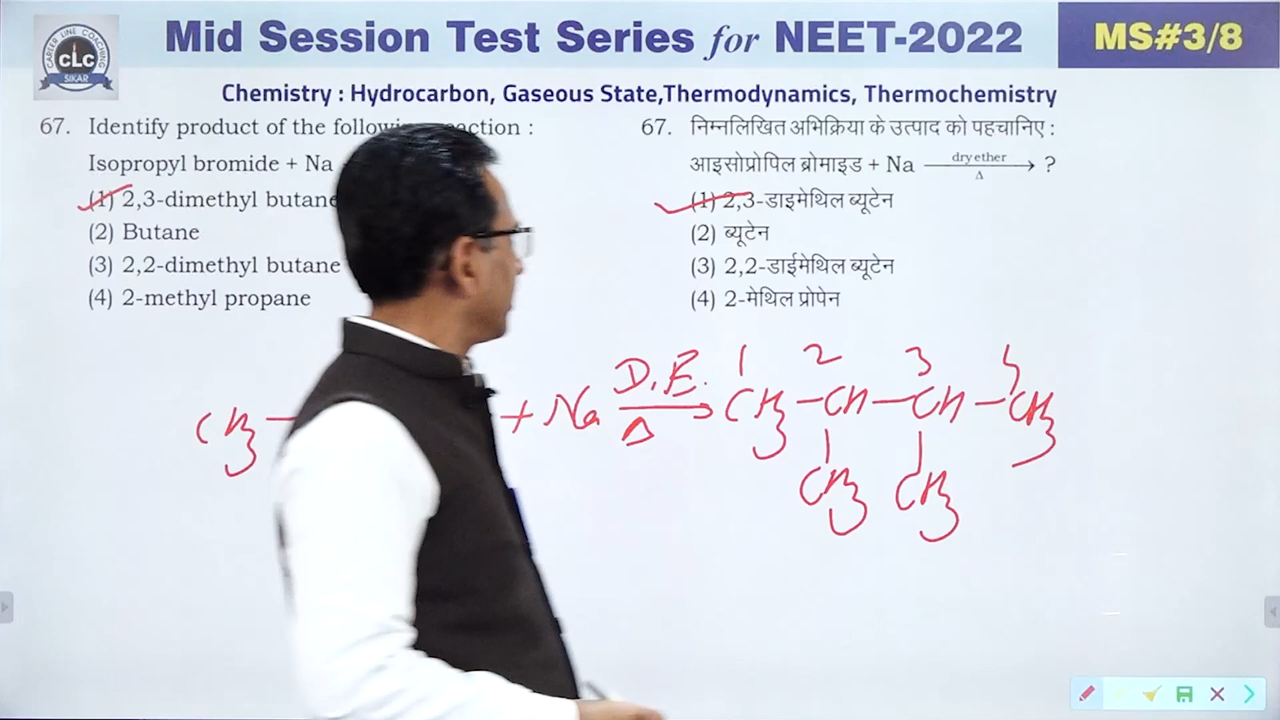 Mid Session Test Series for NEET-2022
MS#3/8
CAREER LINE COACHING
CLC
SIKAR
Chemistry : Hydrocarbon, Gaseous State,Thermodynamics, Thermochemistry
67. Identify product of the following reaction :
Isopropyl bromide + Na
(1) 2,3-dimethyl butane
(2) Butane
(3) 2,2-dimethyl butane
(4) 2-methyl propane
67. निम्नलिखित अभिक्रिया के उत्पाद को पहचानिए :
आइसोप्रोपिल ब्रोमाइड + Na dry ether Δ ?
(1) 2,3-डाइमेथिल ब्यूटेन
(2) ब्यूटेन
(3) 2,2-डाईमेथिल ब्यूटेन
(4) 2-मेथिल प्रोपेन
1 2 3
CH3 — + Na D.E. Δ CH3 – CH — CH – CH3
CH3 CH3